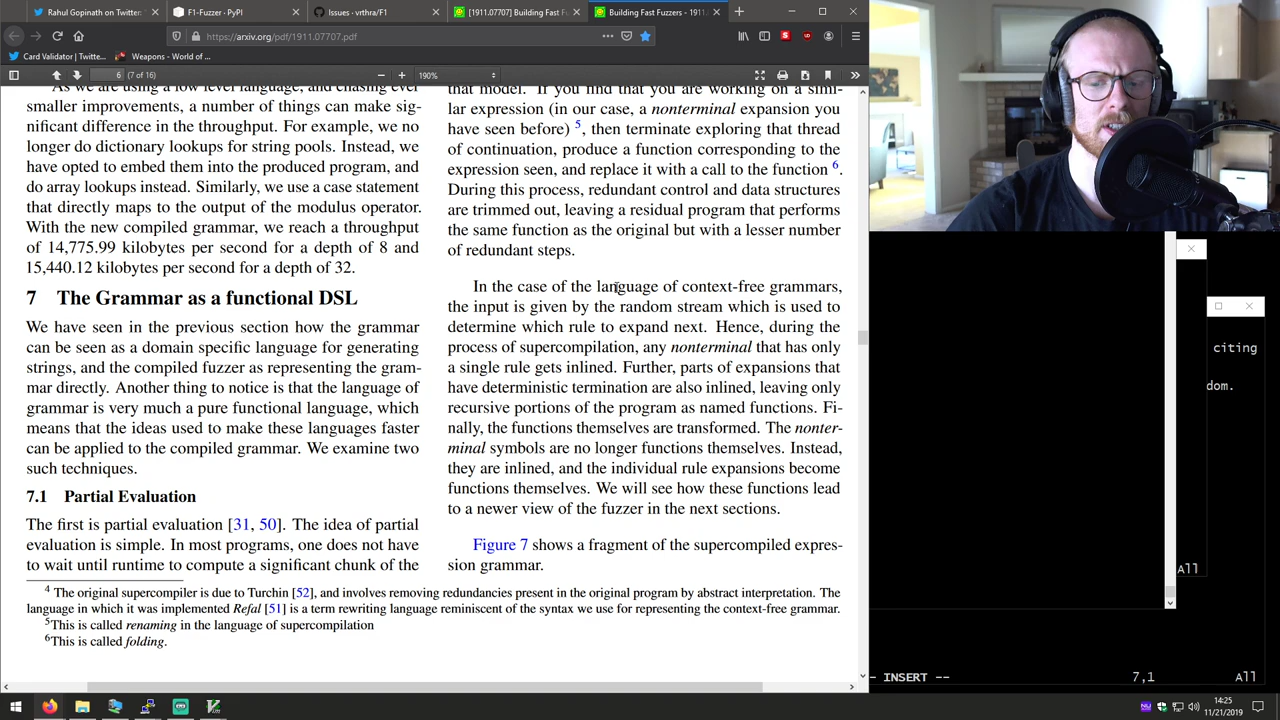 Rahul Gopinath on Twitter: "
F1-Fuzzer · PyPI
Issues · vrthra/F1
[1911.07707] Building Fast Fu
Building Fast Fuzzers - 1911.
https://arxiv.org/pdf/1911.07707.pdf
Card Validator | Twitte...
Weapons - World of ...
6 (7 of 16)
190%
As we are using a low level language, and chasing ever
smaller improvements, a number of things can make sig-
nificant difference in the throughput. For example, we no
longer do dictionary lookups for string pools. Instead, we
have opted to embed them into the produced program, and
do array lookups instead. Similarly, we use a case statement
that directly maps to the output of the modulus operator.
With the new compiled grammar, we reach a throughput
of 14,775.99 kilobytes per second for a depth of 8 and
15,440.12 kilobytes per second for a depth of 32.
7 The Grammar as a functional DSL
We have seen in the previous section how the grammar
can be seen as a domain specific language for generating
strings, and the compiled fuzzer as representing the gram-
mar directly. Another thing to notice is that the language of
grammar is very much a pure functional language, which
means that the ideas used to make these languages faster
can be applied to the compiled grammar. We examine two
such techniques.
7.1 Partial Evaluation
The first is partial evaluation [31, 50]. The idea of partial
evaluation is simple. In most programs, one does not have
to wait until runtime to compute a significant chunk of the
that model. If you find that you are working on a simi-
lar expression (in our case, a nonterminal expansion you
have seen before) 5, then terminate exploring that thread
of continuation, produce a function corresponding to the
expression seen, and replace it with a call to the function 6.
During this process, redundant control and data structures
are trimmed out, leaving a residual program that performs
the same function as the original but with a lesser number
of redundant steps.
In the case of the language of context-free grammars,
the input is given by the random stream which is used to
determine which rule to expand next. Hence, during the
process of supercompilation, any nonterminal that has only
a single rule gets inlined. Further, parts of expansions that
have deterministic termination are also inlined, leaving only
recursive portions of the program as named functions. Fi-
nally, the functions themselves are transformed. The nonter-
minal symbols are no longer functions themselves. Instead,
they are inlined, and the individual rule expansions become
functions themselves. We will see how these functions lead
to a newer view of the fuzzer in the next sections.
Figure 7 shows a fragment of the supercompiled expres-
sion grammar.
4 The original supercompiler is due to Turchin [52], and involves removing redundancies present in the original program by abstract interpretation. The
language in which it was implemented Refal [51] is a term rewriting language reminiscent of the syntax we use for representing the context-free grammar.
5This is called renaming in the language of supercompilation
6This is called folding.
citing
dom.
All
- INSERT --
7,1
All
14:25
11/21/2019